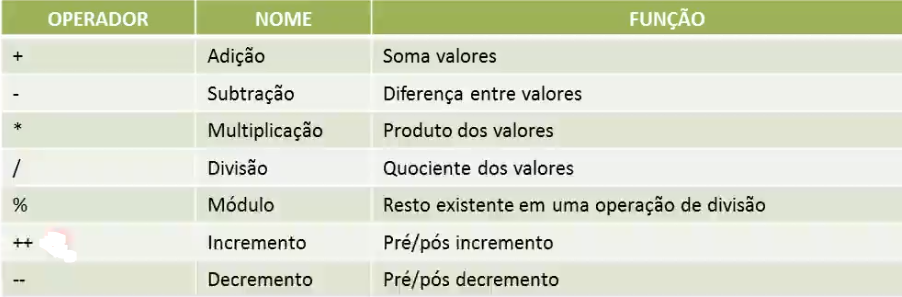 OPERADOR NOME FUNÇÃO
+ Adição Soma valores
- Subtração Diferença entre valores
* Multiplicação Produto dos valores
/ Divisão Quociente dos valores
% Módulo Resto existente em uma operação de divisão
++ Incremento Pré/pós incremento
-- Decremento Pré/pós decremento